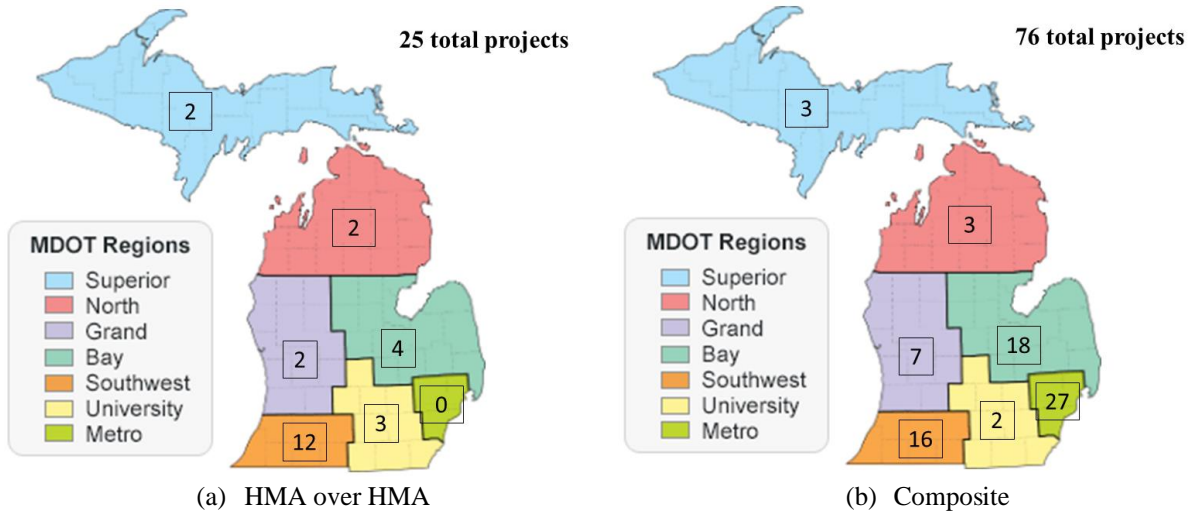 25 total projects
2
2
2
4
0
3
12
MDOT Regions
Superior
North
Grand
Bay
Southwest
University
Metro
(a) HMA over HMA
76 total projects
3
3
7
18
27
2
16
MDOT Regions
Superior
North
Grand
Bay
Southwest
University
Metro
(b) Composite